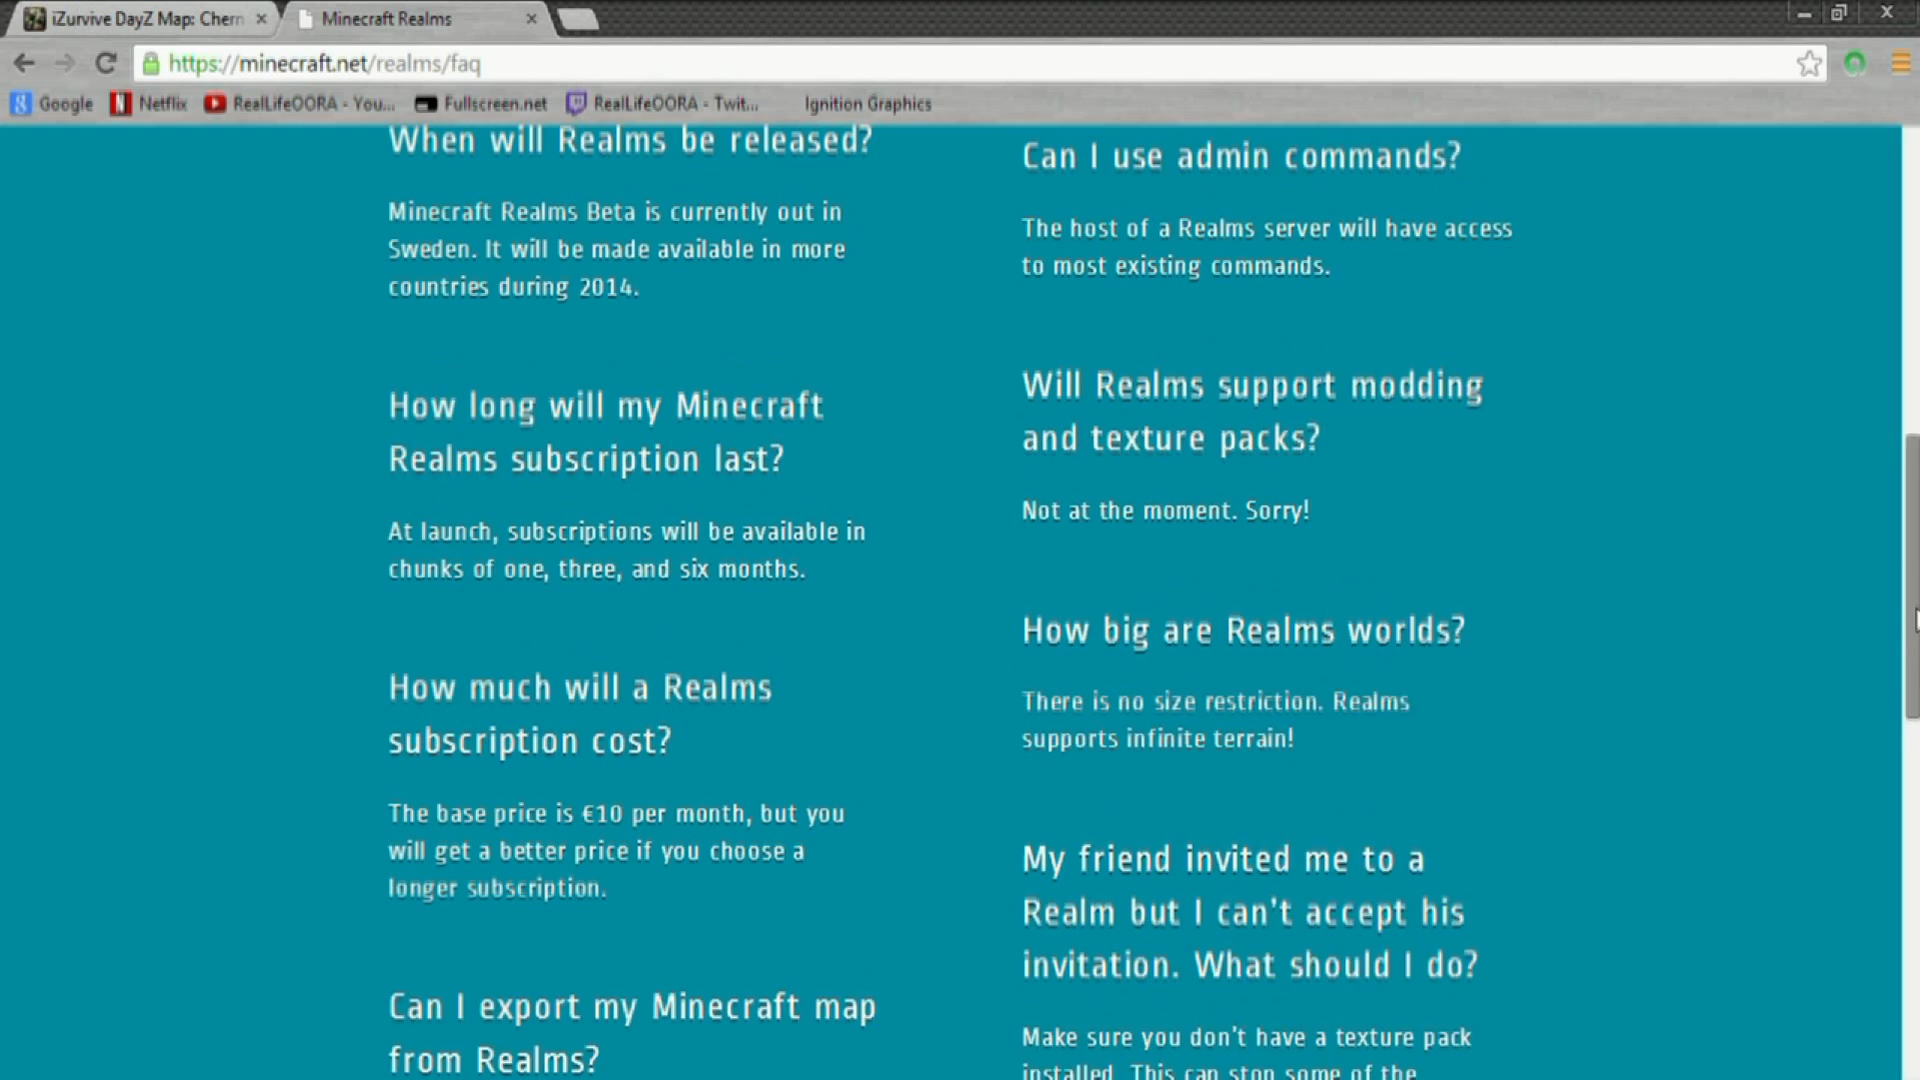 iZurvive DayZ Map: Chern
Minecraft Realms
https://minecraft.net/realms/faq
Google
Netflix
RealLifeOORA - You...
Fullscreen.net
RealLifeOORA - Twit...
Ignition Graphics
When will Realms be released?
Minecraft Realms Beta is currently out in
Sweden. It will be made available in more
countries during 2014.
How long will my Minecraft
Realms subscription last?
At launch, subscriptions will be available in
chunks of one, three, and six months.
How much will a Realms
subscription cost?
The base price is €10 per month, but you
will get a better price if you choose a
longer subscription.
Can I export my Minecraft map
from Realms?
Can I use admin commands?
The host of a Realms server will have access
to most existing commands.
Will Realms support modding
and texture packs?
Not at the moment. Sorry!
How big are Realms worlds?
There is no size restriction. Realms
supports infinite terrain!
My friend invited me to a
Realm but I can't accept his
invitation. What should I do?
Make sure you don't have a texture pack
installed. This can stop some of the